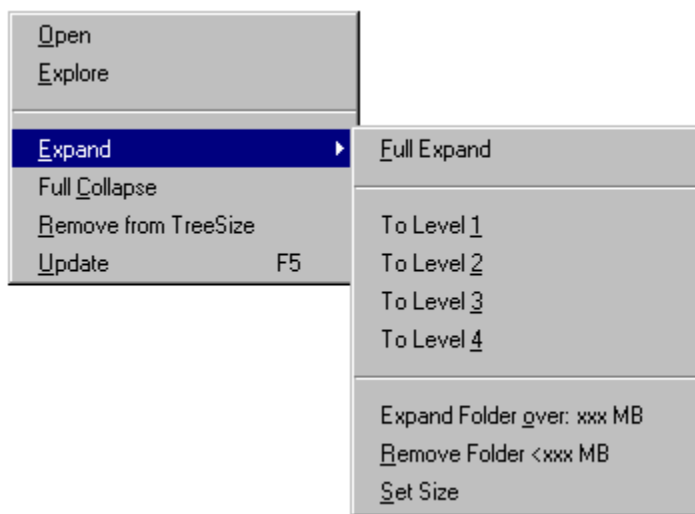 Open
Explore
Expand
Full Collapse
Remove from TreeSize
Update F5
Full Expand
To Level 1
To Level 2
To Level 3
To Level 4
Expand Folder over: xxx MB
Remove Folder <xxx MB
Set Size